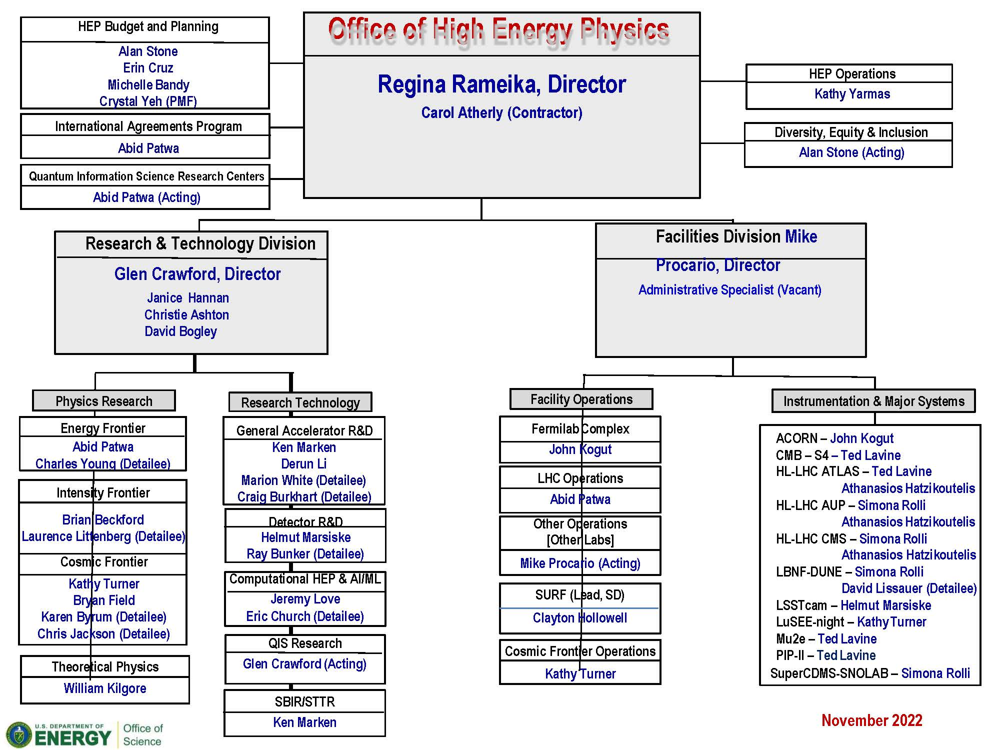 HEP Budget and Planning
Alan Stone
Erin Cruz
Michelle Bandy
Crystal Yeh (PMF)
International Agreements Program
Abid Patwa
Quantum Information Science Research Centers
Abid Patwa (Acting)
Office of High Energy Physics
Regina Rameika, Director
Carol Atherly (Contractor)
HEP Operations
Kathy Yarmas
Diversity, Equity & Inclusion
Alan Stone (Acting)
Research & Technology Division
Glen Crawford, Director
Janice Hannan
Christie Ashton
David Bogley
Facilities Division Mike
Procario, Director
Administrative Specialist (Vacant)
Physics Research
Energy Frontier
Abid Patwa
Charles Young (Detailee)
Intensity Frontier
Brian Beckford
Laurence Littenberg (Detailee)
Cosmic Frontier
Kathy Turner
Bryan Field
Karen Byrum (Detailee)
Chris Jackson (Detailee)
Theoretical Physics
William Kilgore
Research Technology
General Accelerator R&D
Ken Marken
Derun Li
Marion White (Detailee)
Craig Burkhart (Detailee)
Detector R&D
Helmut Marsiske
Ray Bunker (Detailee)
Computational HEP & AI/ML
Jeremy Love
Eric Church (Detailee)
QIS Research
Glen Crawford (Acting)
SBIR/STTR
Ken Marken
Facility Operations
Fermilab Complex
John Kogut
LHC Operations
Abid Patwa
Other Operations
[Other Labs]
Mike Procario (Acting)
SURF (Lead, SD)
Clayton Hollowell
Cosmic Frontier Operations
Kathy Turner
Instrumentation & Major Systems
ACORN – John Kogut
CMB – S4 – Ted Lavine
HL-LHC ATLAS – Ted Lavine
Athanasios Hatzikoutelis
HL-LHC AUP – Simona Rolli
Athanasios Hatzikoutelis
HL-LHC CMS – Simona Rolli
Athanasios Hatzikoutelis
LBNF-DUNE – Simona Rolli
David Lissauer (Detailee)
LSSTcam – Helmut Marsiske
LuSEE-night – Kathy Turner
Mu2e – Ted Lavine
PIP-II – Ted Lavine
SuperCDMS-SNOLAB – Simona Rolli
November 2022
U.S. DEPARTMENT OF
ENERGY
Office of
Science